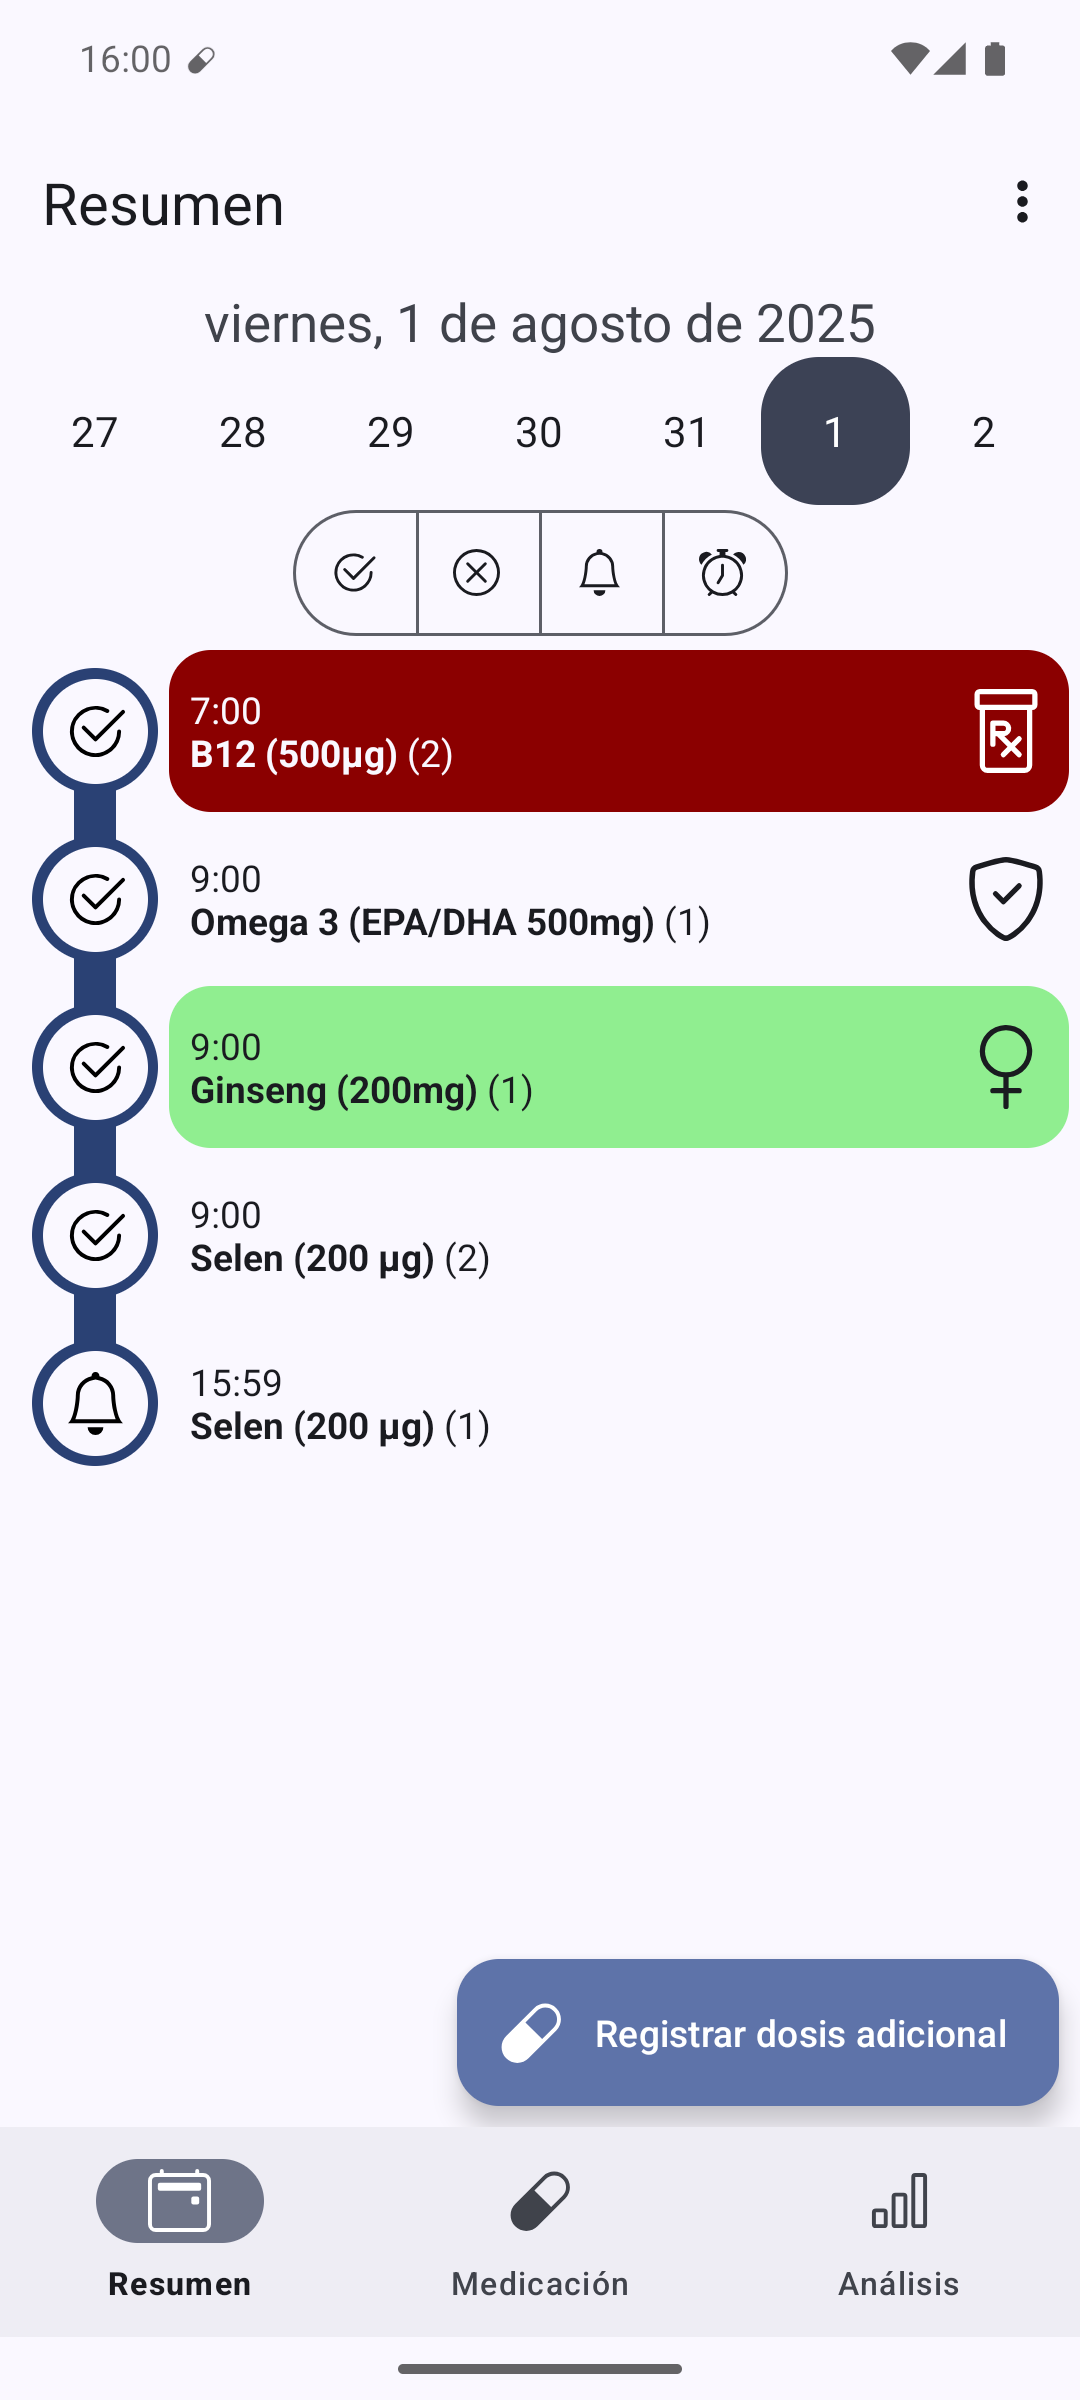 16:00
Resumen
viernes, 1 de agosto de 2025
27 28 29 30 31 1 2
7:00
B12 (500µg) (2)
9:00
Omega 3 (EPA/DHA 500mg) (1)
9:00
Ginseng (200mg) (1)
9:00
Selen (200 µg) (2)
15:59
Selen (200 µg) (1)
Registrar dosis adicional
Resumen Medicación Análisis